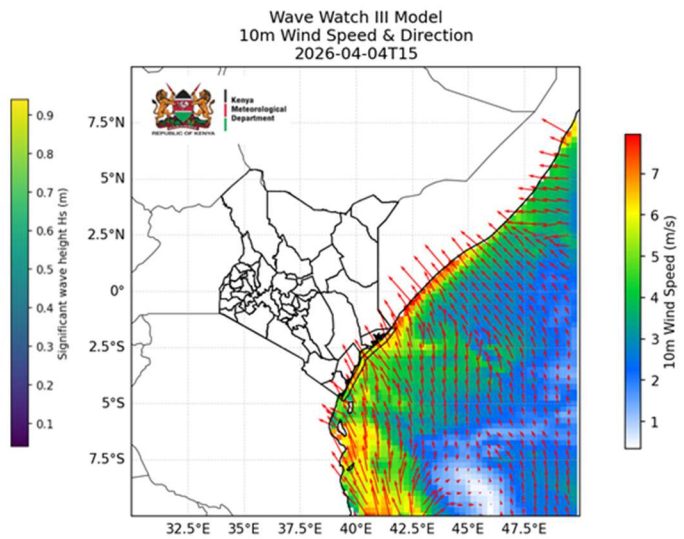 Wave Watch III Model
10m Wind Speed & Direction
2026-04-04T15
Kenya
Meteorological
Department
REPUBLIC OF KENYA
0.9
0.8
0.7
0.6
0.5
0.4
0.3
0.2
0.1
Significant wave height Hs (m)
7.5°N
5°N
2.5°N
0°
2.5°S
5°S
7.5°S
32.5°E
35°E
37.5°E
40°E
42.5°E
45°E
47.5°E
7
6
5
4
3
2
1
10m Wind Speed (m/s)